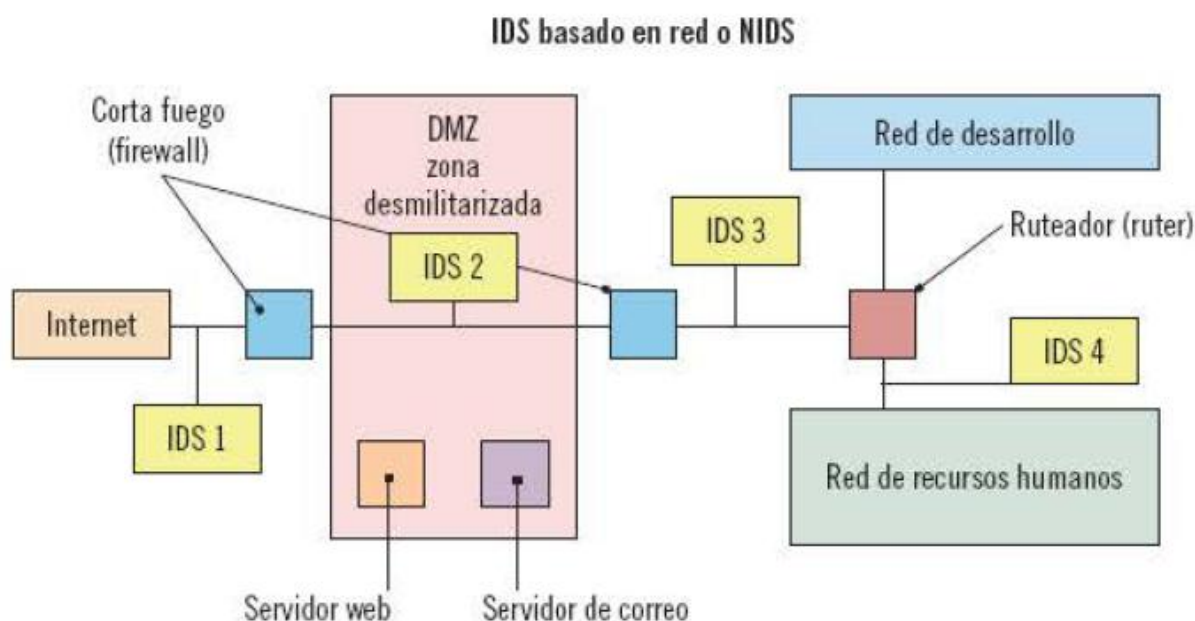 IDS basado en red o NIDS
Corta fuego
(firewall)
DMZ
zona
desmilitarizada
Red de desarrollo
IDS 3
Ruteador (ruter)
IDS 2
Internet
IDS 4
IDS 1
Red de recursos humanos
Servidor web
Servidor de correo